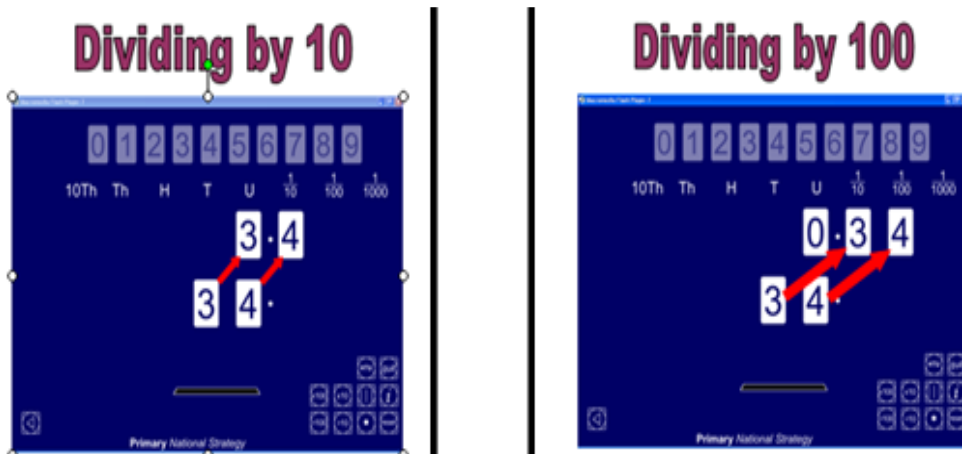 Dividing by 10
0 1 2 3 4 5 6 7 8 9
10Th Th H T U 1/10 1/100 1/1000
3 . 4
3 4 .
Primary National Strategy
Dividing by 100
0 1 2 3 4 5 6 7 8 9
10Th Th H T U 1/10 1/100 1/1000
0 . 3 4
3 4 .
Primary National Strategy